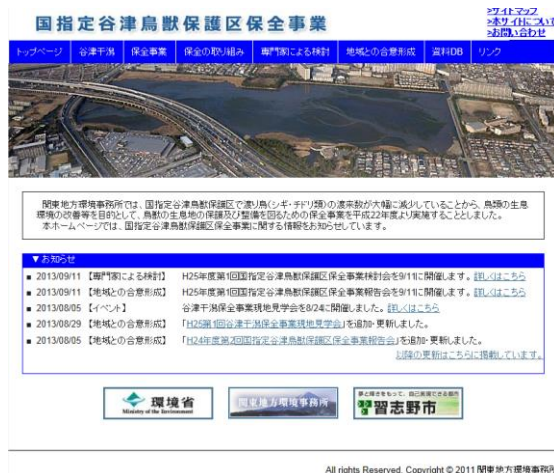 国指定谷津鳥獣保護区保全事業
>サイトマップ
>本サイトについて
>お問い合わせ
トップページ 谷津干潟 保全事業 保全の取り組み 専門家による検討 地域との合意形成 資料DB リンク
関東地方環境事務所では、国指定谷津鳥獣保護区で渡り鳥(シギ・チドリ類)の渡来数が大幅に減少していることから、鳥類の生息
環境の改善等を目的として、鳥獣の生息地の保護及び整備を図るための保全事業を平成22年度より実施することとしました。
本ホームページでは、国指定谷津鳥獣保護区保全事業に関する情報をお知らせしています。
▼お知らせ
■ 2013/09/11 【専門家による検討】 H25年度第1回国指定谷津鳥獣保護区保全事業検討会を9/11に開催します。詳しくはこちら
■ 2013/09/11 【地域との合意形成】 H25年度第1回国指定谷津鳥獣保護区保全事業報告会を9/11に開催します。詳しくはこちら
■ 2013/08/05 【イベント】 谷津干潟保全事業現地見学会を8/24に開催しました。詳しくはこちら
■ 2013/08/29 【地域との合意形成】 「H25第1回谷津干潟保全事業現地見学会」を追加・更新しました。
■ 2013/08/05 【地域との合意形成】 「H24年度第2回国指定谷津鳥獣保護区保全事業報告会」を追加・更新しました。
以降の更新はこちらに掲載しています。
環境省
Ministry of the Environment
関東地方環境事務所
夢と輝きをもって、自己実現できる都市
習志野市
All rights Reserved. Copyright © 2011 関東地方環境事務所